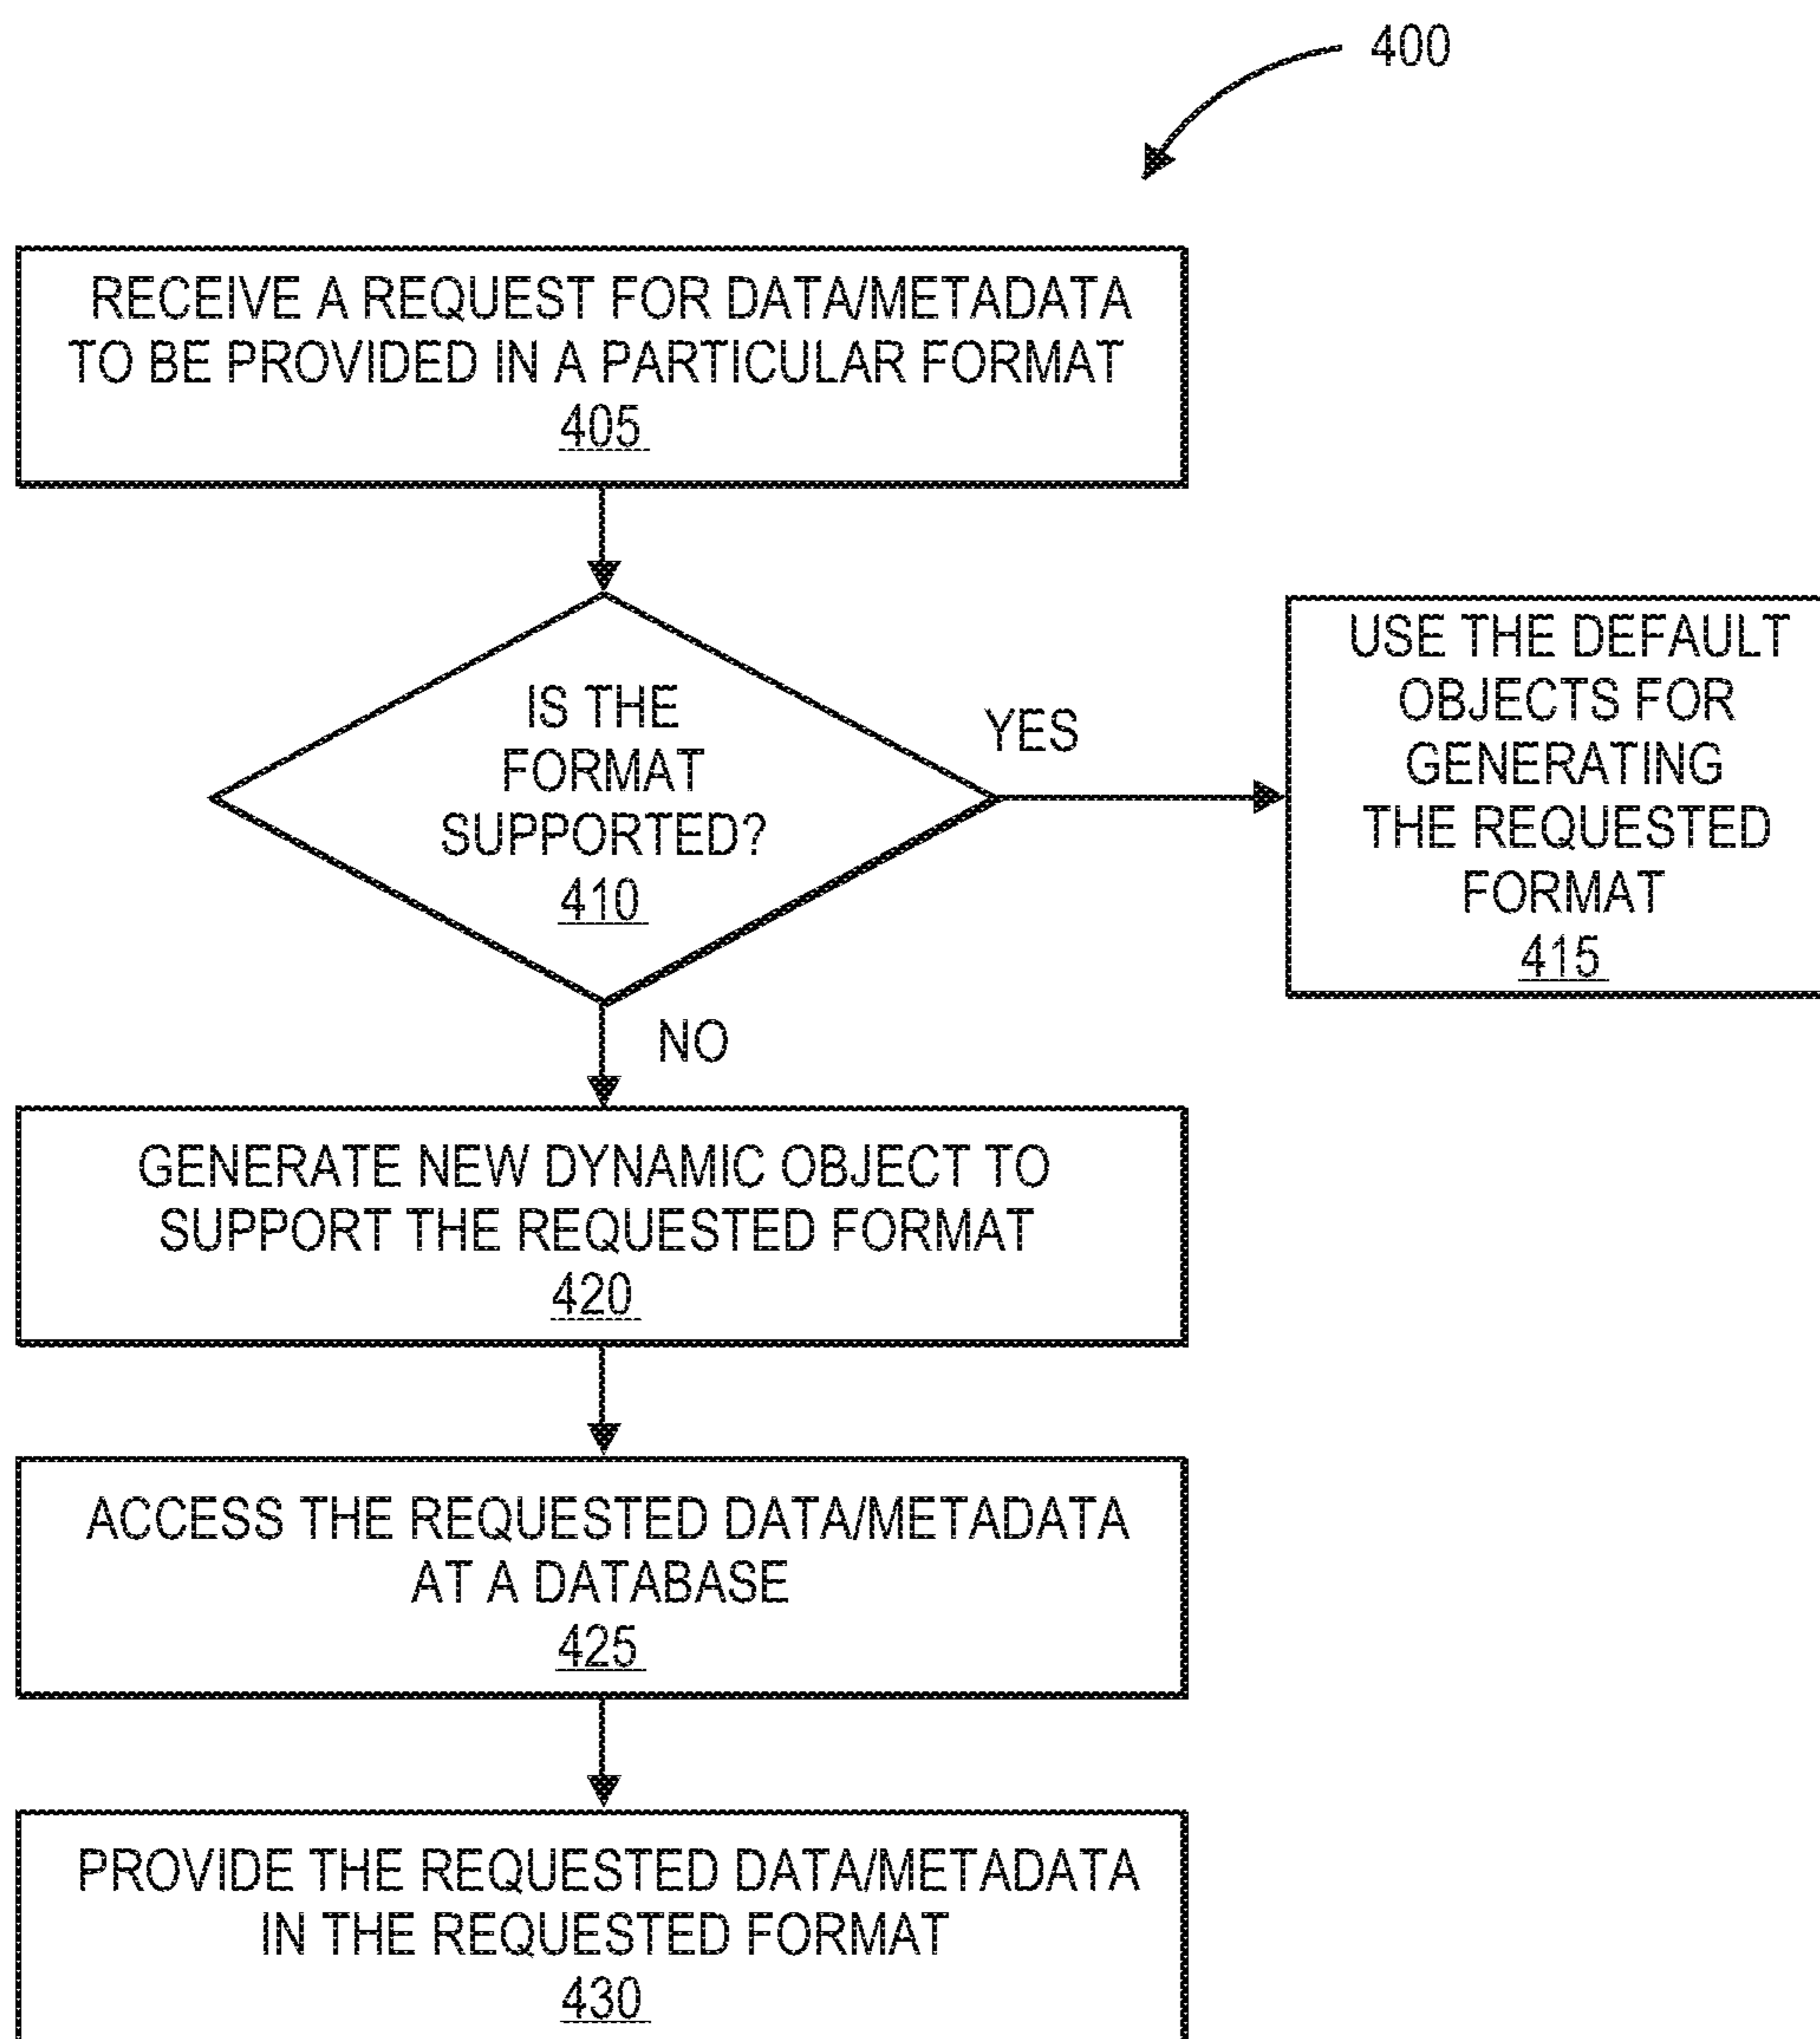 400
RECEIVE A REQUEST FOR DATA/METADATA
TO BE PROVIDED IN A PARTICULAR FORMAT
405
IS THE
FORMAT
SUPPORTED?
410
YES
USE THE DEFAULT
OBJECTS FOR
GENERATING
THE REQUESTED
FORMAT
415
NO
GENERATE NEW DYNAMIC OBJECT TO
SUPPORT THE REQUESTED FORMAT
420
ACCESS THE REQUESTED DATA/METADATA
AT A DATABASE
425
PROVIDE THE REQUESTED DATA/METADATA
IN THE REQUESTED FORMAT
430